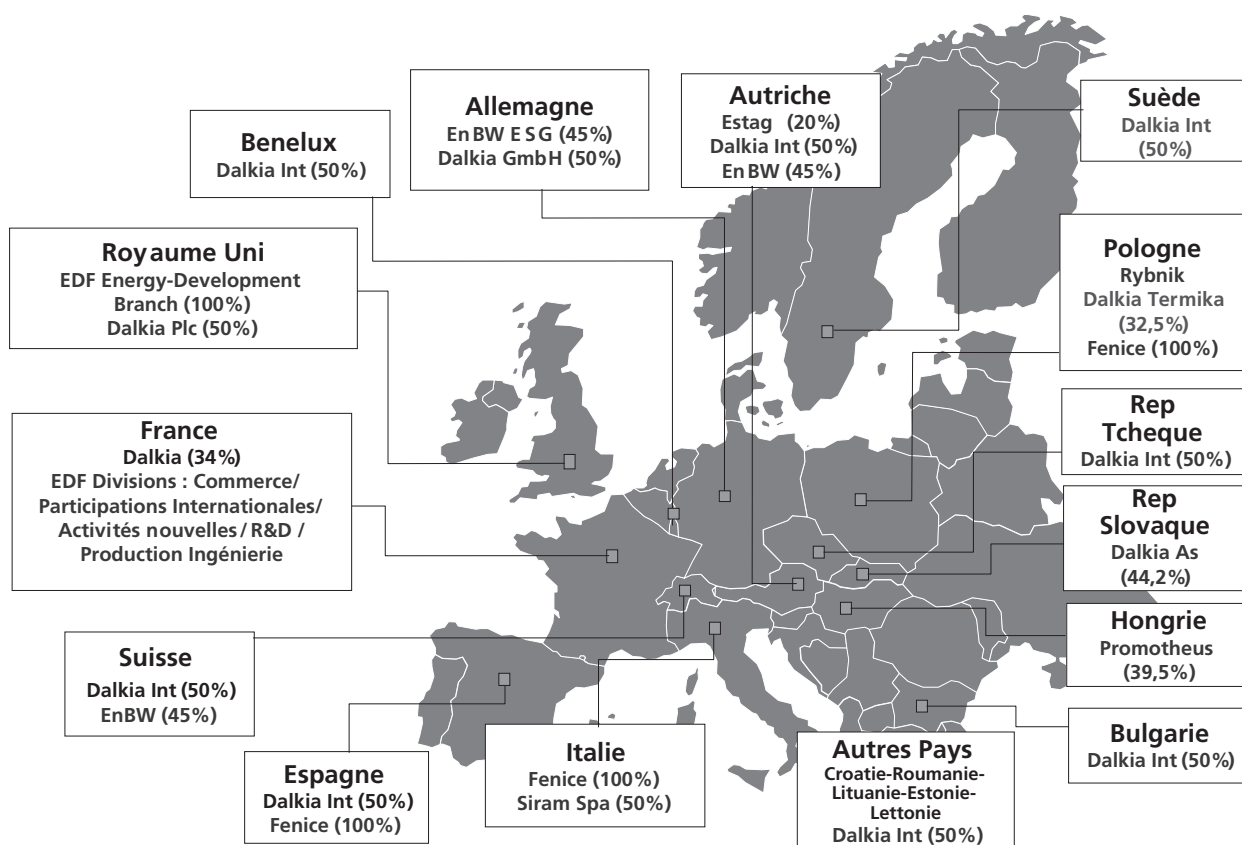 Allemagne
EnBW ESG (45%)
Dalkia GmbH (50%)
Autriche
Estag (20%)
Dalkia Int (50%)
EnBW (45%)
Suède
Dalkia Int
(50%)
Benelux
Dalkia Int (50%)
Royaume Uni
EDF Energy-Development
Branch (100%)
Dalkia Plc (50%)
Pologne
Rybnik
Dalkia Termika
(32,5%)
Fenice (100%)
France
Dalkia (34%)
EDF Divisions : Commerce/
Participations Internationales/
Activités nouvelles/ R&D /
Production Ingénierie
Rep
Tcheque
Dalkia Int (50%)
Rep
Slovaque
Dalkia As
(44,2%)
Hongrie
Promotheus
(39,5%)
Suisse
Dalkia Int (50%)
EnBW (45%)
Espagne
Dalkia Int (50%)
Fenice (100%)
Italie
Fenice (100%)
Siram Spa (50%)
Autres Pays
Croatie-Roumanie-
Lituanie-Estonie-
Lettonie
Dalkia Int (50%)
Bulgarie
Dalkia Int (50%)